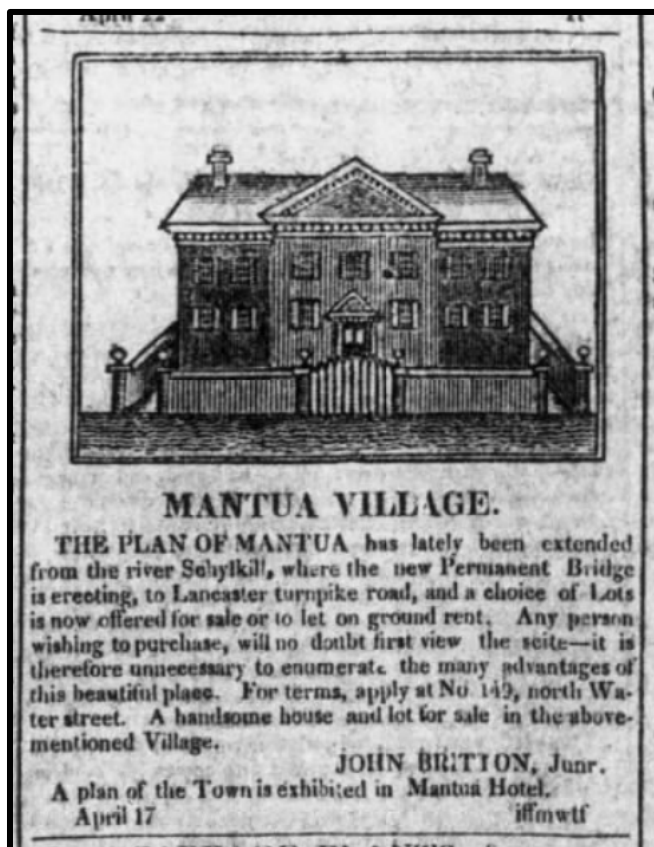 April 22
MANTUA VILLAGE.
THE PLAN OF MANTUA has lately been extended
from the river Schylkill, where the new Permanent Bridge
is erecting, to Lancaster turnpike road, and a choice of Lots
is now offered for sale or to let on ground rent. Any person
wishing to purchase, will no doubt first view the scite—it is
therefore unnecessary to enumerate the many advantages of
this beautiful place. For terms, apply at No 149, north Wa-
ter street. A handsome house and lot for sale in the above-
mentioned Village.
JOHN BRITTON, Junr.
A plan of the Town is exhibited in Mantua Hotel.
April 17